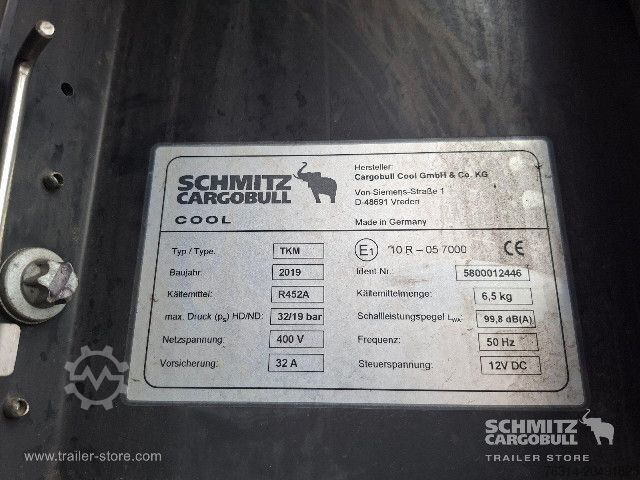 SCHMITZ
CARGOBULL
COOL
Hersteller:
Cargobull Cool GmbH & Co. KG
Von-Siemens-Straße 1
D-48691 Vreden
Made in Germany
Typ / Type: TKM E1 10 R - 05 7000 CE
Baujahr: 2019 Ident Nr.: 5800012446
Kältemittel: R452A Kältemittelmenge: 6,5 kg
max. Druck (ps) HD/ND: 32/19 bar Schallleistungspegel LWA: 99,8 dB(A)
Netzspannung: 400 V Frequenz: 50 Hz
Vorsicherung: 32 A Steuerspannung: 12V DC
www.trailer-store.com
SCHMITZ
CARGOBULL
TRAILER STORE